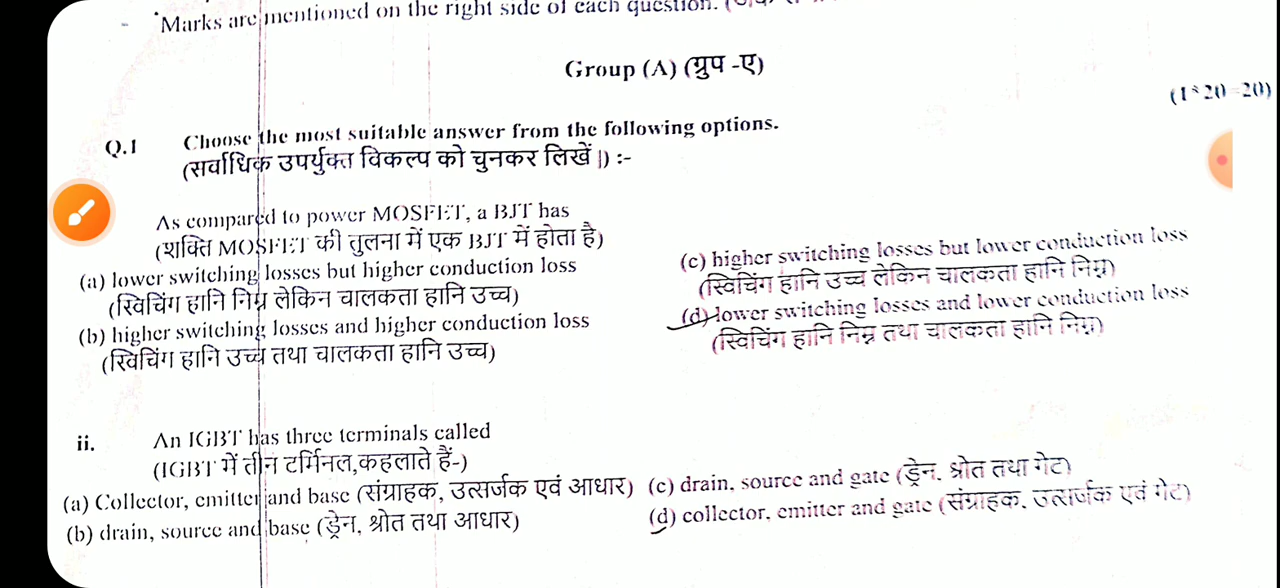 Marks are mentioned on the right side of each question.
Group (A) (ग्रुप -ए)
(1*20=20)
Q.1 Choose the most suitable answer from the following options.
(सर्वाधिक उपर्युक्त विकल्प को चुनकर लिखें |) :-
As compared to power MOSFET, a BJT has
(शक्ति MOSFET की तुलना में एक BJT में होता है)
(a) lower switching losses but higher conduction loss
(स्विचिंग हानि निम्न लेकिन चालकता हानि उच्च)
(b) higher switching losses and higher conduction loss
(स्विचिंग हानि उच्च तथा चालकता हानि उच्च)
(c) higher switching losses but lower conduction loss
(स्विचिंग हानि उच्च लेकिन चालकता हानि निम्न)
(d) lower switching losses and lower conduction loss
(स्विचिंग हानि निम्न तथा चालकता हानि निम्न)
ii. An IGBT has three terminals called
(IGBT में तीन टर्मिनल,कहलाते हैं-)
(a) Collector, emitter and base (संग्राहक, उत्सर्जक एवं आधार)
(b) drain, source and base (ड्रेन, श्रोत तथा आधार)
(c) drain, source and gate (ड्रेन, श्रोत तथा गेट)
(d) collector, emitter and gate (संग्राहक, उत्सर्जक एवं गेट)